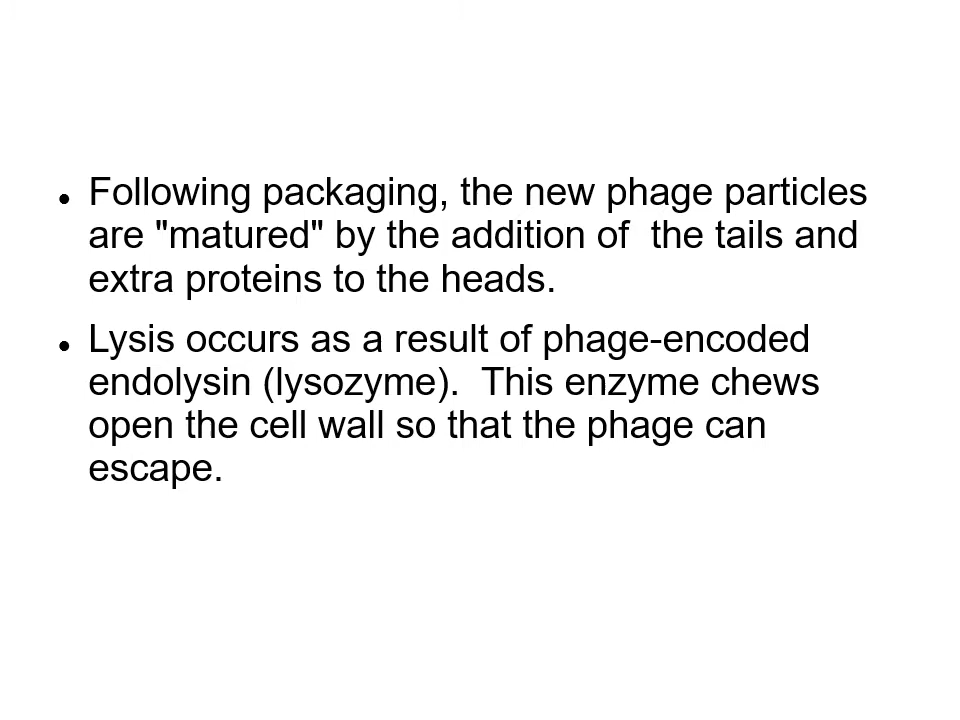 • Following packaging, the new phage particles
are "matured" by the addition of  the tails and
extra proteins to the heads.
• Lysis occurs as a result of phage-encoded
endolysin (lysozyme).  This enzyme chews
open the cell wall so that the phage can
escape.